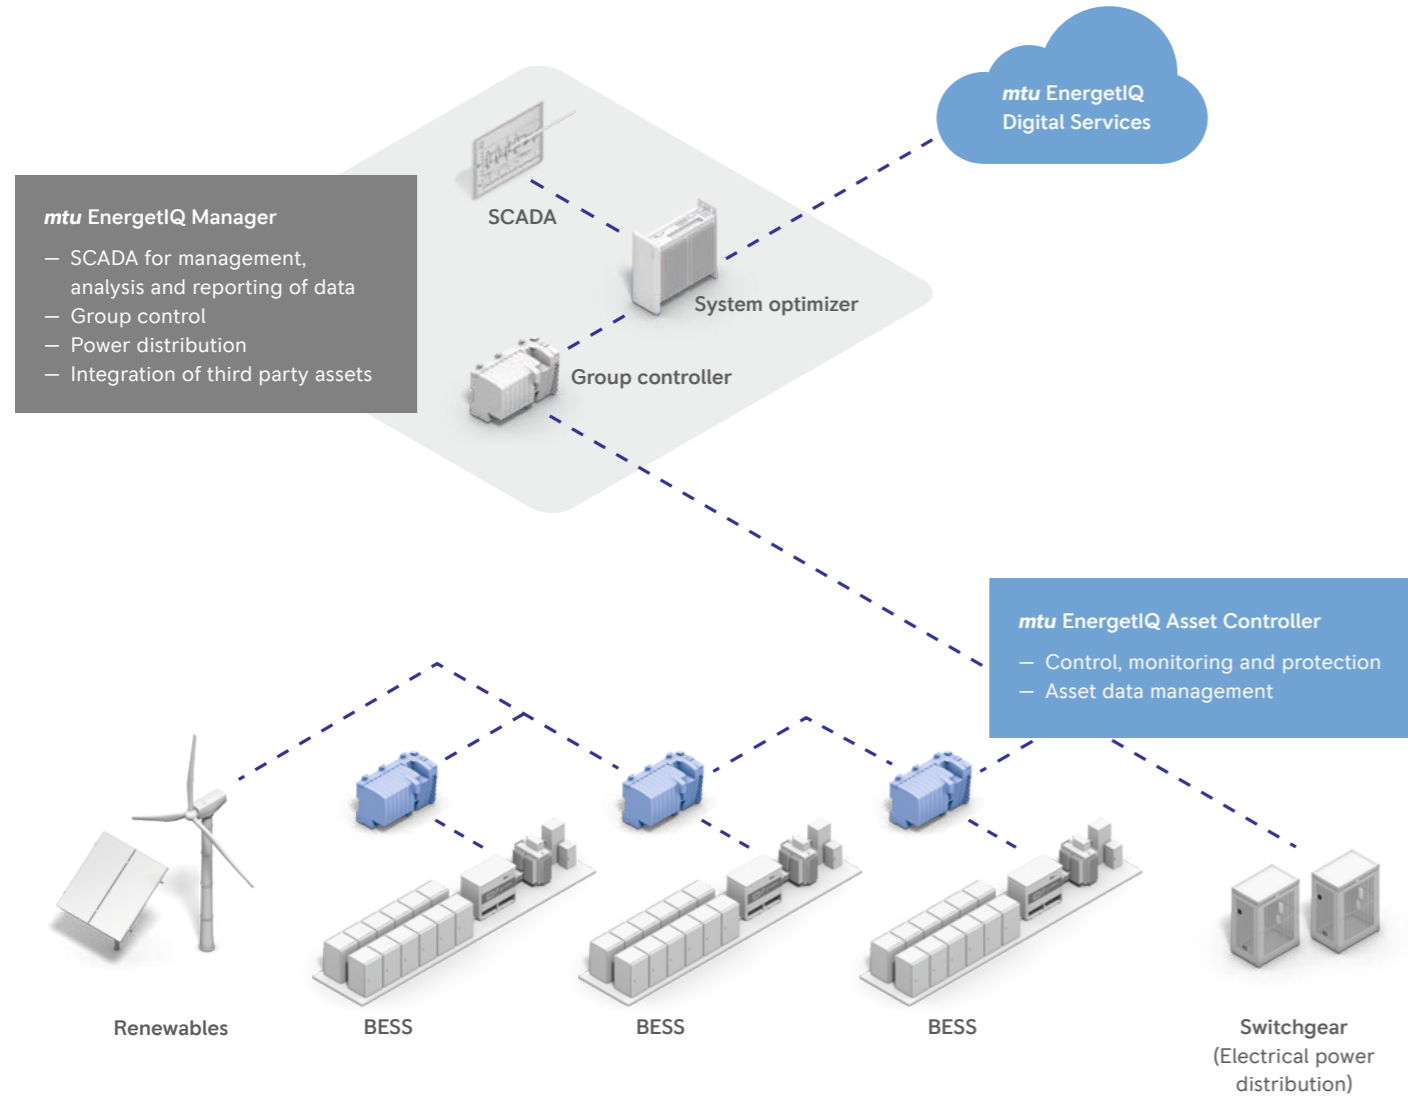 mtu EnergetIQ
Digital Services
mtu EnergetIQ Manager
— SCADA for management,
analysis and reporting of data
— Group control
— Power distribution
— Integration of third party assets
SCADA
System optimizer
Group controller
mtu EnergetIQ Asset Controller
— Control, monitoring and protection
— Asset data management
Renewables
BESS
BESS
BESS
Switchgear
(Electrical power
distribution)